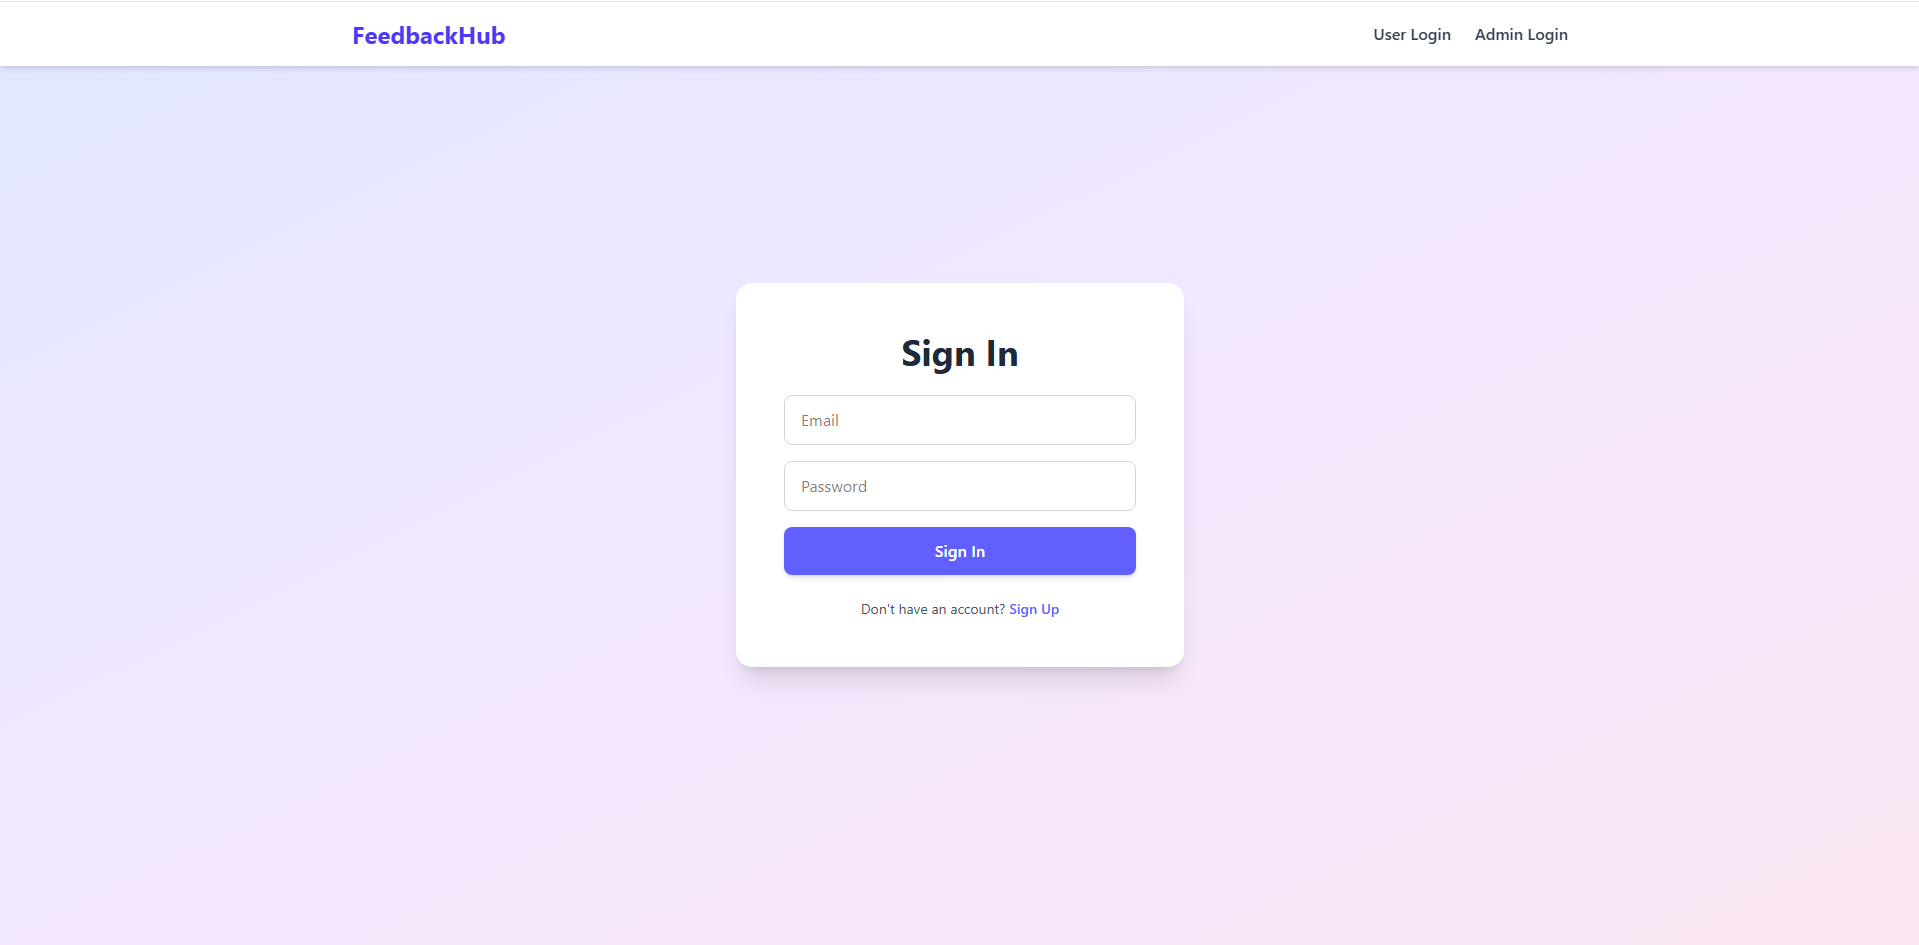 FeedbackHub
User Login
Admin Login
Sign In
Email
Password
Sign In
Don't have an account? Sign Up